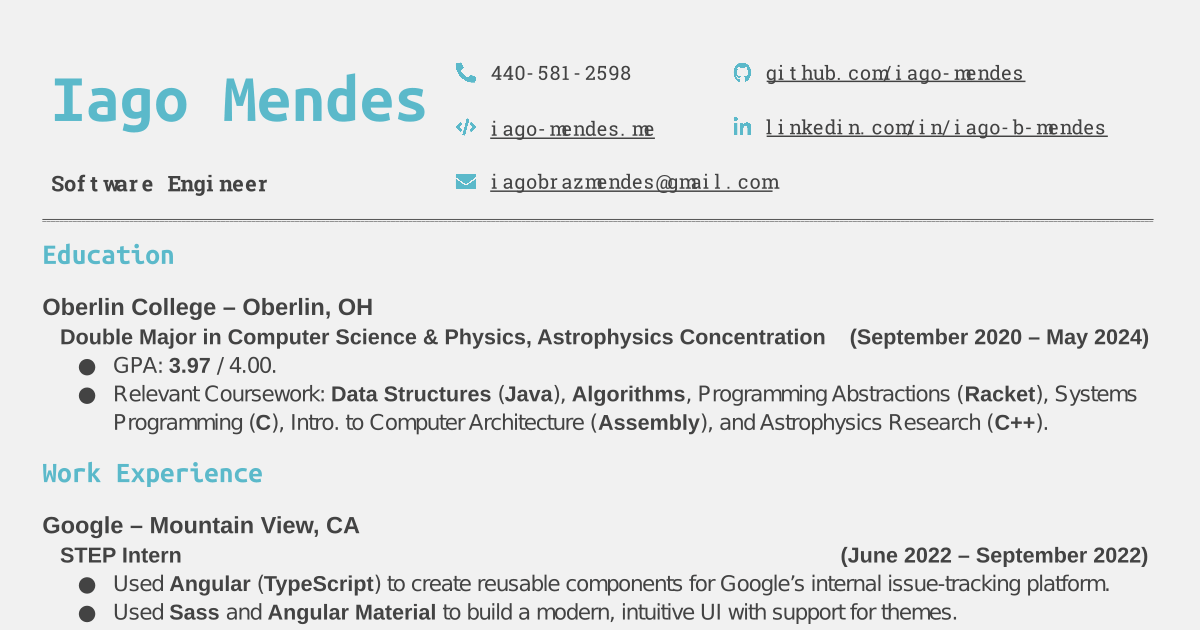 Iago Mendes
Software Engineer
440-581-2598
iago-mendes.me
iagobrazmendes@gmail.com
github.com/iago-mendes
linkedin.com/in/iago-b-mendes
Education
Oberlin College – Oberlin, OH
Double Major in Computer Science & Physics, Astrophysics Concentration (September 2020 – May 2024)
● GPA: 3.97 / 4.00.
● Relevant Coursework: Data Structures (Java), Algorithms, Programming Abstractions (Racket), Systems
Programming (C), Intro. to Computer Architecture (Assembly), and Astrophysics Research (C++).
Work Experience
Google – Mountain View, CA
STEP Intern (June 2022 – September 2022)
● Used Angular (TypeScript) to create reusable components for Google’s internal issue-tracking platform.
● Used Sass and Angular Material to build a modern, intuitive UI with support for themes.